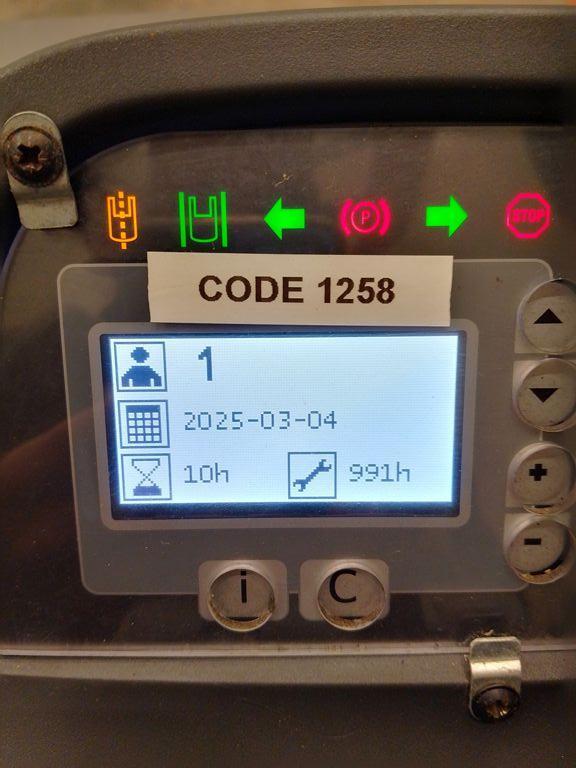 P
STOP
CODE 1258
1
2025-03-04
10h 991h
+
-
i C